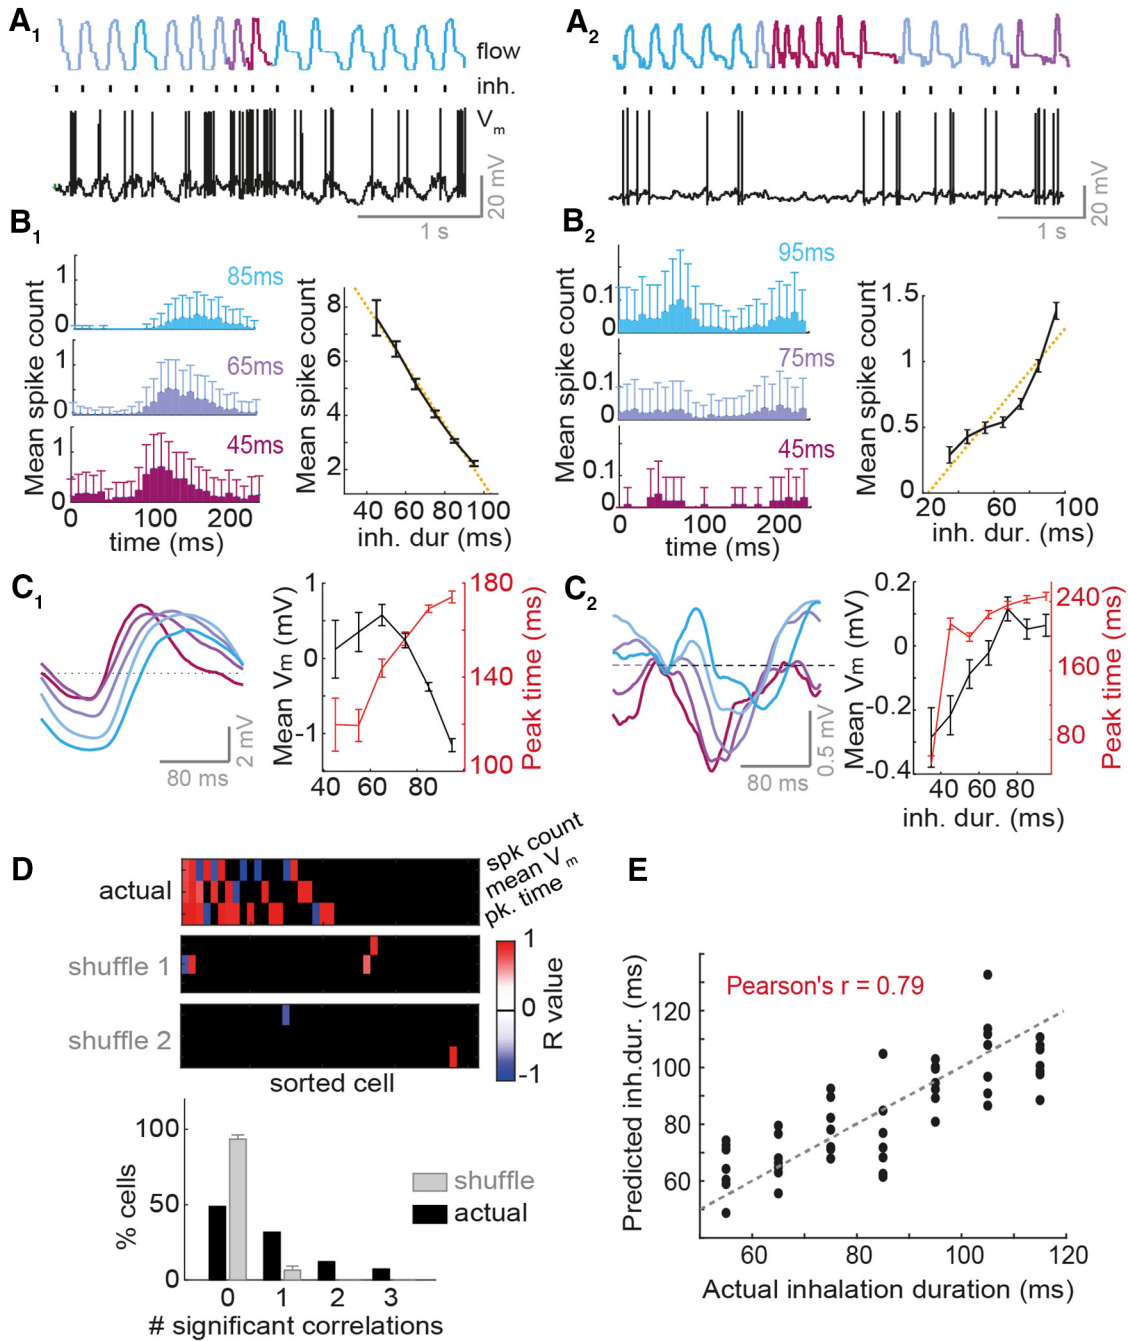 A1
flow
inh.
Vm
20 mV
1 s
A2
20 mV
1 s
B1
Mean spike count
1
0
85ms
1
0
65ms
1
0
45ms
0 100 200
time (ms)
Mean spike count
8
6
4
2
40 60 80 100
inh. dur (ms)
B2
Mean spike count
0.1
0
95ms
0.1
0
75ms
0.1
0
45ms
0 100 200
time (ms)
Mean spike count
1.5
1
0.5
0
20 60 100
inh. dur. (ms)
C1
2 mV
80 ms
Mean Vm (mV)
1
0
-1
40 60 80
180
140
100
Peak time (ms)
C2
0.5 mV
80 ms
Mean Vm (mV)
0.2
0
-0.2
-0.4
40 60 80
inh. dur. (ms)
240
160
80
Peak time (ms)
D
actual
spk count
mean Vm
pk. time
shuffle 1
shuffle 2
sorted cell
1
0
-1
R value
% cells
100
50
0
shuffle
actual
0 1 2 3
# significant correlations
E
Predicted inh.dur. (ms)
Pearson's r = 0.79
120
100
80
60
60 80 100 120
Actual inhalation duration (ms)